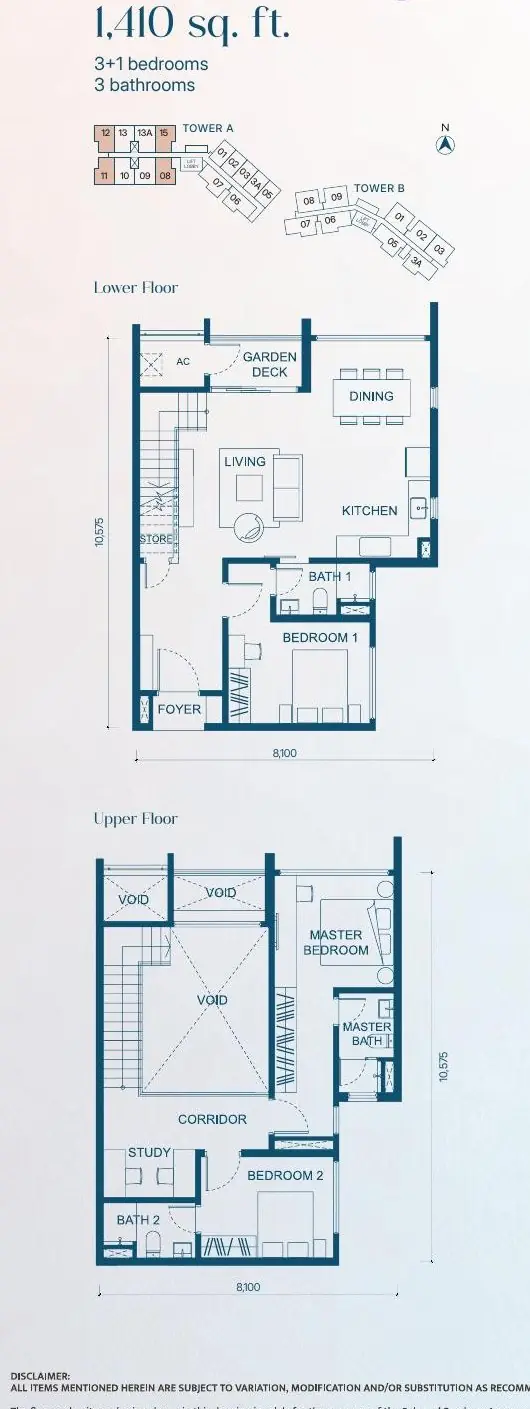 1,410 sq. ft.
3+1 bedrooms
3 bathrooms
TOWER A
12 13 13A 15
11 10 09 08
LIFT LOBBY
01 02 03 3A 05
07 06
N
TOWER B
08 09
07 06
LIFT LOBBY
01 02 03
05 3A
Lower Floor
AC
GARDEN
DECK
DINING
LIVING
KITCHEN
STORE
BATH 1
BEDROOM 1
FOYER
10,575
8,100
Upper Floor
VOID
VOID
MASTER
BEDROOM
VOID
MASTER
BATH
CORRIDOR
STUDY
BEDROOM 2
BATH 2
10,575
8,100
DISCLAIMER:
ALL ITEMS MENTIONED HEREIN ARE SUBJECT TO VARIATION, MODIFICATION AND/OR SUBSTITUTION AS RECOMM